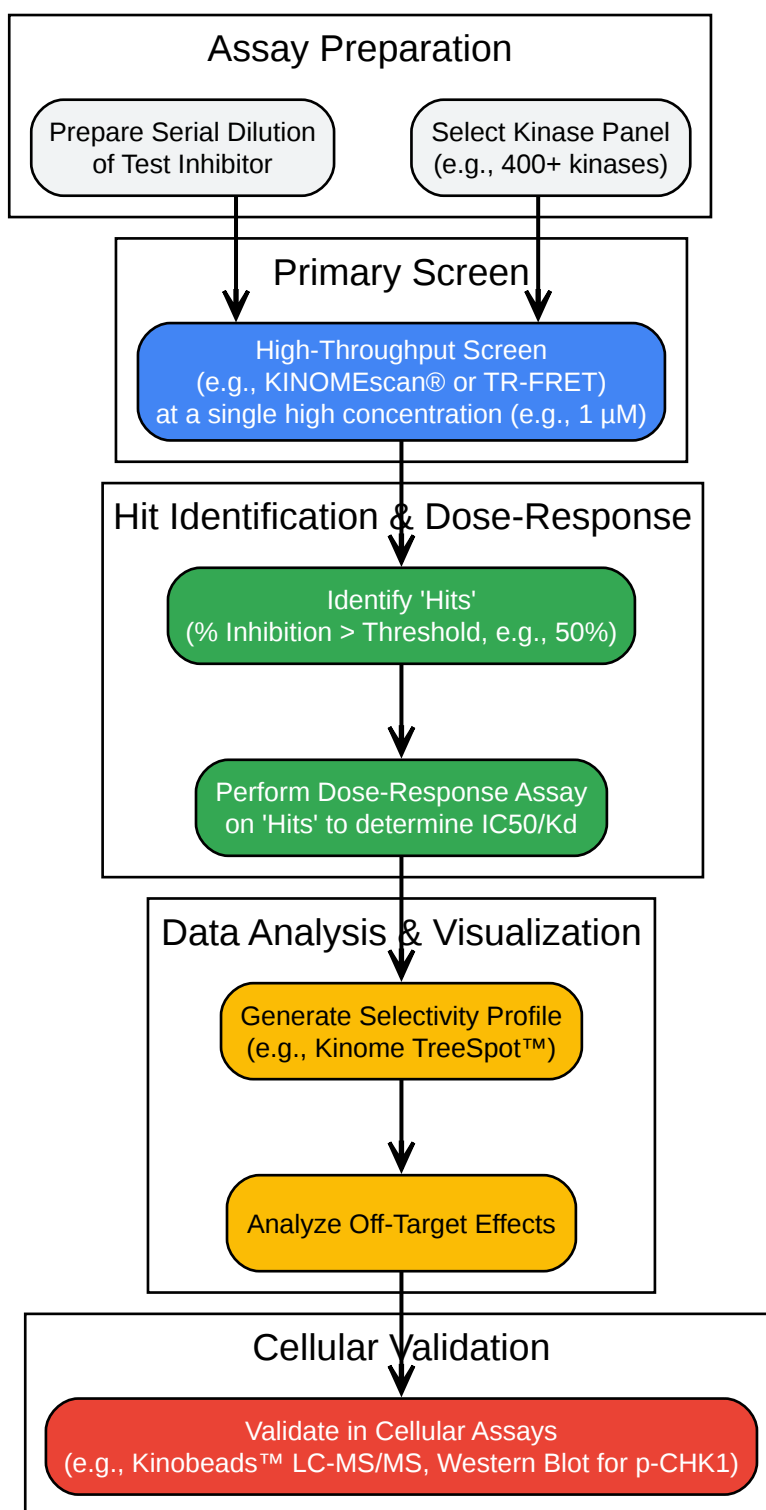 Assay Preparation
Prepare Serial Dilution
of Test Inhibitor
Select Kinase Panel
(e.g., 400+ kinases)
Primary Screen
High-Throughput Screen
(e.g., KINOMEscan® or TR-FRET)
at a single high concentration (e.g., 1 µM)
Hit Identification & Dose-Response
Identify 'Hits'
(% Inhibition > Threshold, e.g., 50%)
Perform Dose-Response Assay
on 'Hits' to determine IC50/Kd
Data Analysis & Visualization
Generate Selectivity Profile
(e.g., Kinome TreeSpot™)
Analyze Off-Target Effects
Cellular Validation
Validate in Cellular Assays
(e.g., Kinobeads™ LC-MS/MS, Western Blot for p-CHK1)